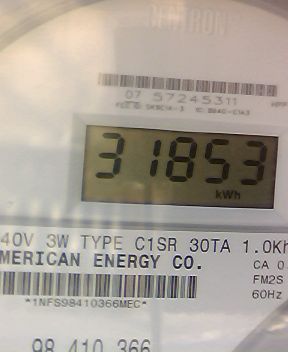 CENTRON
07 57245311
31853
kWh
40V 3W TYPE C1SR 30TA 1.0Kh
MERICAN ENERGY CO.
CA 0.
FM2S
60Hz
*1NFS98410366MEC*
98 410 366